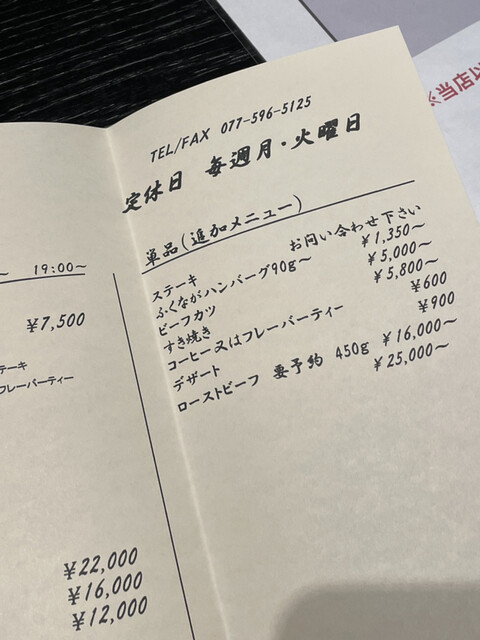 〜 19:00〜
¥7,500
テーキ
フレーバーティー
¥22,000
¥16,000
¥12,000
TEL/FAX 077-596-5125
定休日 毎週月・火曜日
単品(追加メニュー)
ステーキ お問い合わせ下さい
ふくながハンバーグ90g〜 ¥1,350〜
ビーフカツ ¥5,000〜
すき焼き ¥5,800〜
コーヒー又はフレーバーティー ¥600
デザート ¥900
ローストビーフ 要予約 450g ¥16,000〜
¥25,000〜
※当店